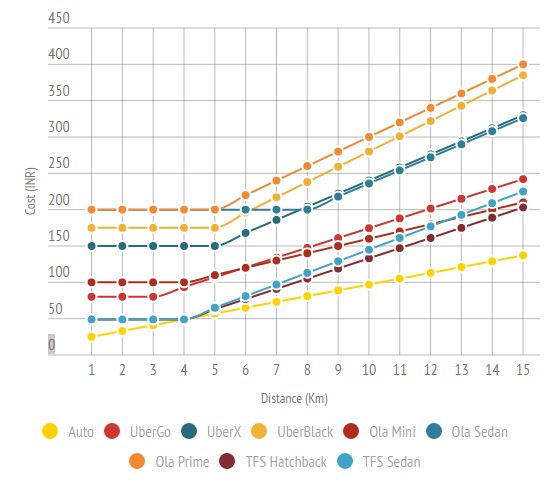 450
400
350
300
250
200
150
100
50
0
Cost (INR)
1 2 3 4 5 6 7 8 9 10 11 12 13 14 15
Distance (Km)
Auto UberGo UberX UberBlack Ola Mini Ola Sedan
Ola Prime TFS Hatchback TFS Sedan